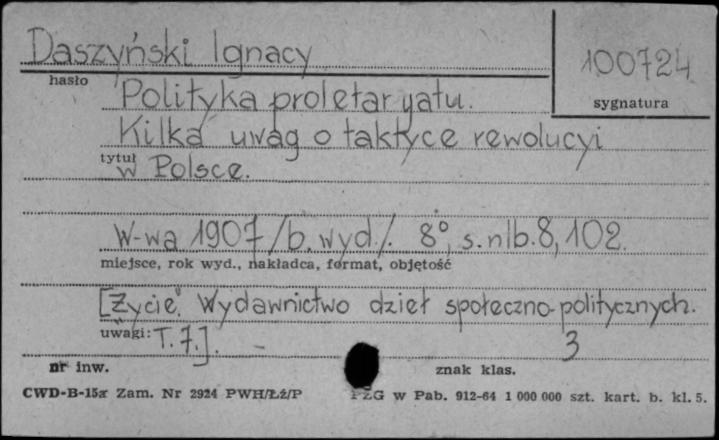 Daszyński Ignacy
100724
hasło
sygnatura
Polityka proletaryatu.
Kilka uwag o taktyce rewolucyi
tytuł
w Polsce.
W-wa 1907 /b. wyd./. 8°, s. nlb. 8, 102.
miejsce, rok wyd., nakładca, format, objętość
["Życie". Wydawnictwo dzieł społeczno-politycznych.
uwagi: T. 7.]. –
3
nr inw.
znak klas.
CWD-B-15a Zam. Nr 2924 PWH/Łź/P
PZG w Pab. 912-64 1 000 000 szt. kart. b. kl. 5.